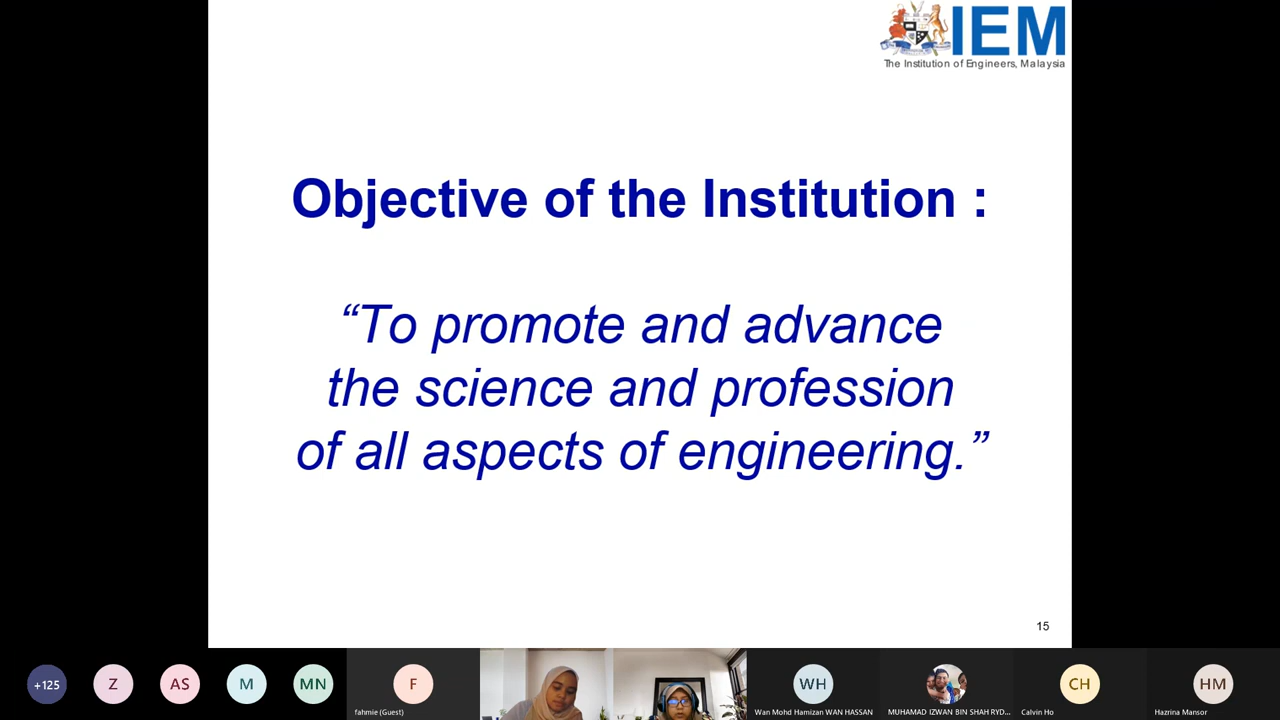 IEM
The Institution of Engineers, Malaysia
Objective of the Institution :
“To promote and advance
the science and profession
of all aspects of engineering.”
15
+125
Z
AS
M
MN
F
fahmie (Guest)
WH
Wan Mohd Hamizan WAN HASSAN
MUHAMAD IZWAN BIN SHAH RYD...
CH
Calvin Ho
HM
Hazrina Mansor